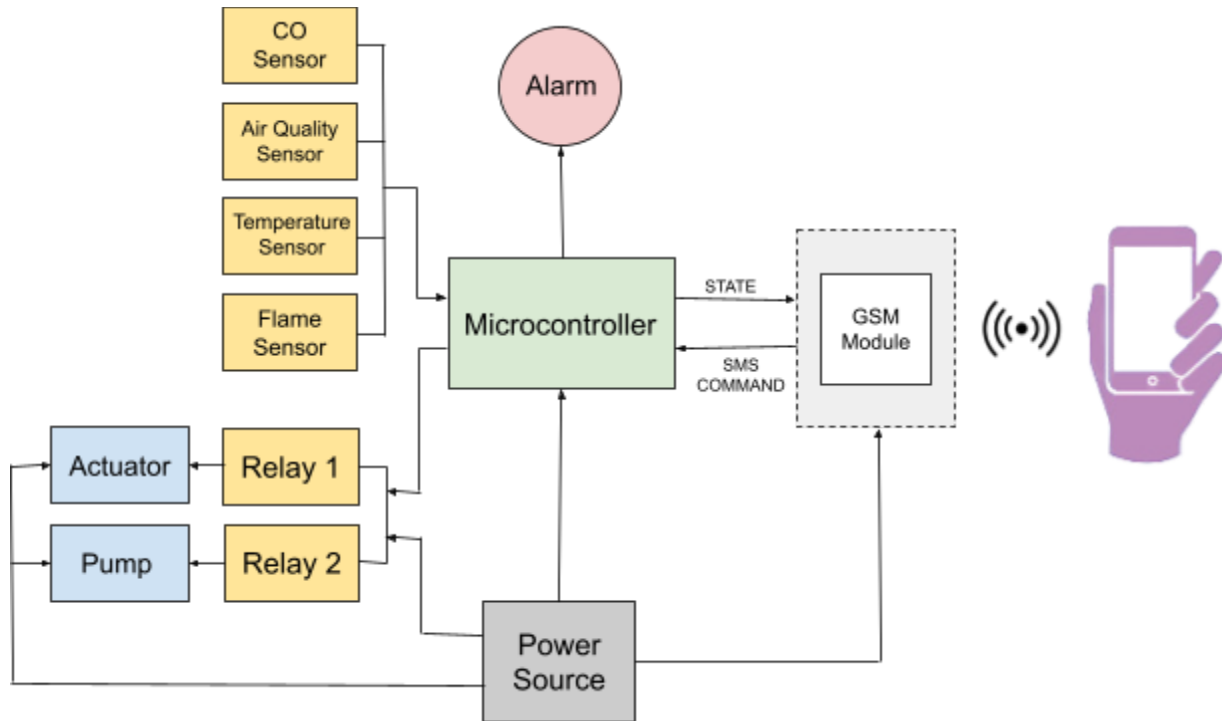 CO
Sensor
Air Quality
Sensor
Temperature
Sensor
Flame
Sensor
Alarm
Microcontroller
STATE
SMS
COMMAND
GSM
Module
Actuator
Relay 1
Pump
Relay 2
Power
Source